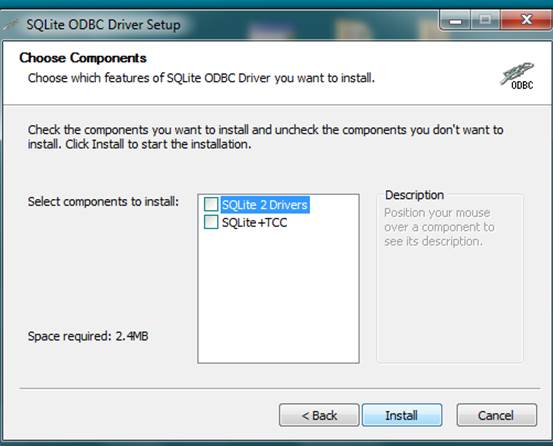 SQLite ODBC Driver Setup
Choose Components
Choose which features of SQLite ODBC Driver you want to install.
ODBC
Check the components you want to install and uncheck the components you don't want to
install. Click Install to start the installation.
Select components to install:
SQLite 2 Drivers
SQLite+TCC
Description
Position your mouse
over a component to
see its description.
Space required: 2.4MB
< Back
Install
Cancel